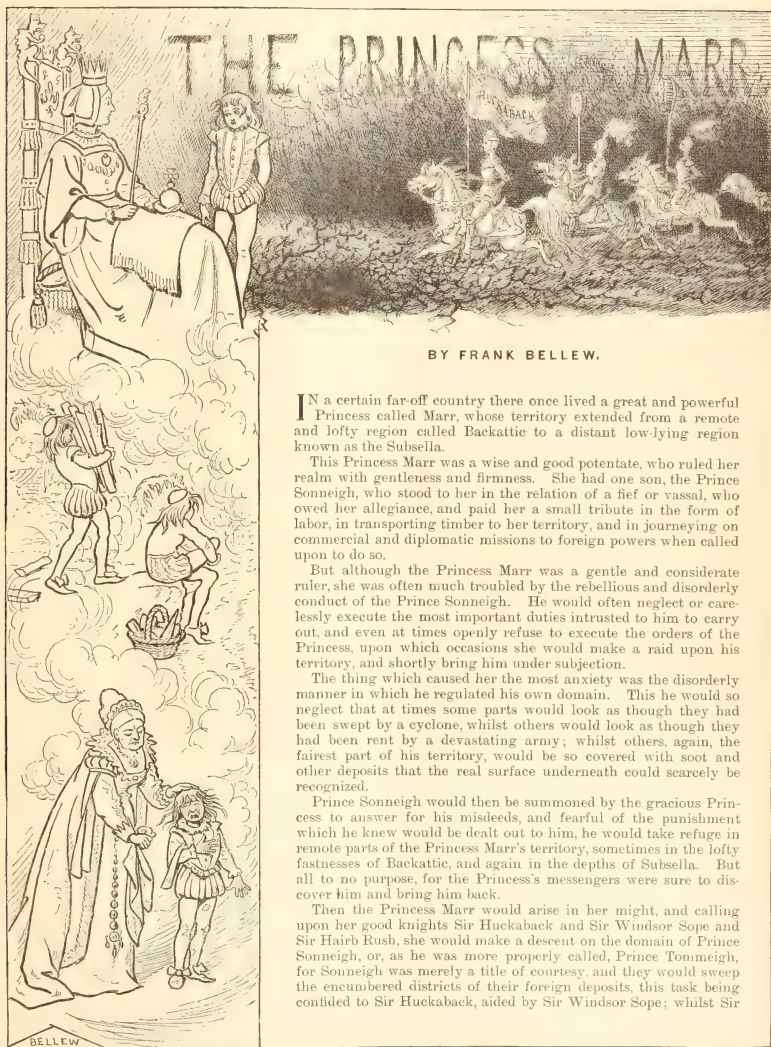 THE PRINCESS MARR
HUCKABACK
BY FRANK BELLEW.
IN a certain far-off country there once lived a great and powerful
Princess called Marr, whose territory extended from a remote
and lofty region called Backattic to a distant low-lying region
known as the Subsella.
This Princess Marr was a wise and good potentate, who ruled her
realm with gentleness and firmness. She had one son, the Prince
Sonneigh, who stood to her in the relation of a fief or vassal, who
owed her allegiance, and paid her a small tribute in the form of
labor, in transporting timber to her territory, and in journeying on
commercial and diplomatic missions to foreign powers when called
upon to do so.
But although the Princess Marr was a gentle and considerate
ruler, she was often much troubled by the rebellious and disorderly
conduct of the Prince Sonneigh. He would often neglect or care-
lessly execute the most important duties intrusted to him to carry
out, and even at times openly refuse to execute the orders of the
Princess, upon which occasions she would make a raid upon his
territory, and shortly bring him under subjection.
The thing which caused her the most anxiety was the disorderly
manner in which he regulated his own domain. This he would so
neglect that at times some parts would look as though they had
been swept by a cyclone, whilst others would look as though they
had been rent by a devastating army; whilst others, again, the
fairest part of his territory, would be so covered with soot and
other deposits that the real surface underneath could scarcely be
recognized.
Prince Sonneigh would then be summoned by the gracious Prin-
cess to answer for his misdeeds, and fearful of the punishment
which he knew would be dealt out to him, he would take refuge in
remote parts of the Princess Marr's territory, sometimes in the lofty
fastnesses of Backattic, and again in the depths of Subsella. But
all to no purpose, for the Princess's messengers were sure to dis-
cover him and bring him back.
Then the Princess Marr would arise in her might, and calling
upon her good knights Sir Huckaback and Sir Windsor Sope and
Sir Hairb Rush, she would make a descent on the domain of Prince
Sonneigh, or, as he was more properly called, Prince Tommeigh,
for Sonneigh was merely a title of courtesy, and they would sweep
the encumbered districts of their foreign deposits, this task being
confided to Sir Huckaback, aided by Sir Windsor Sope; whilst Sir
BELLEW